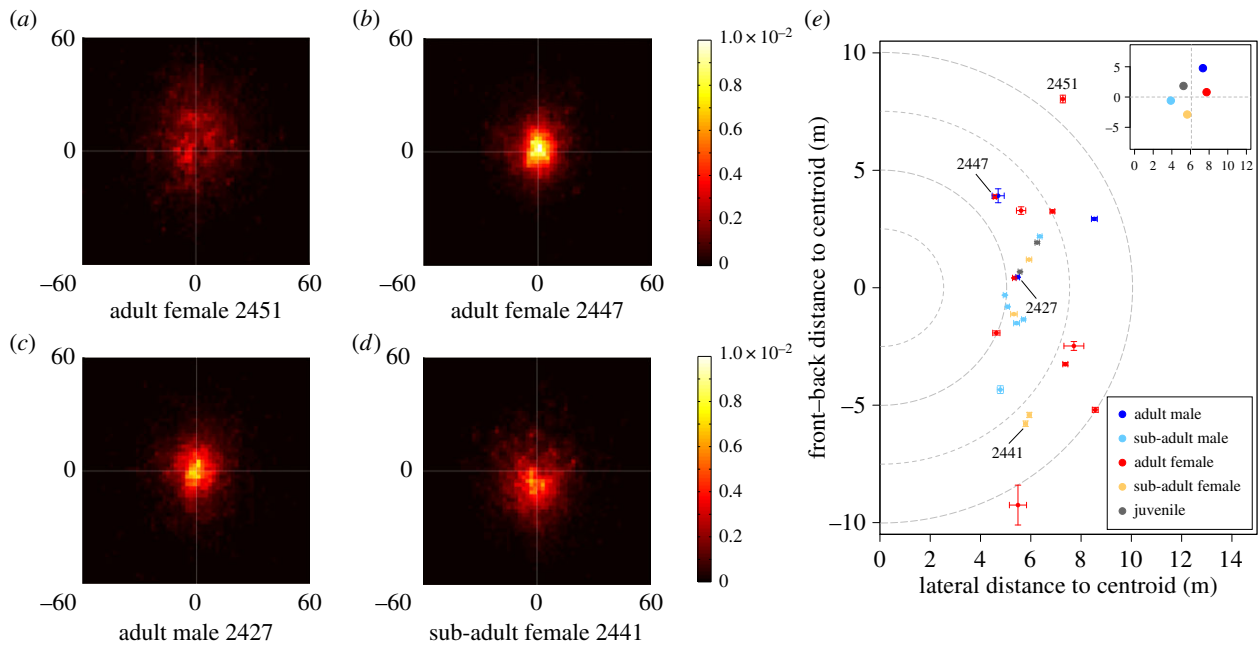 (a)
60
0
−60
0
60
adult female 2451
(b)
60
0
−60
0
60
adult female 2447
1.0 × 10⁻²
0.8
0.6
0.4
0.2
0
(c)
60
0
−60
0
60
adult male 2427
(d)
60
0
−60
0
60
sub-adult female 2441
1.0 × 10⁻²
0.8
0.6
0.4
0.2
0
(e)
front–back distance to centroid (m)
10
5
0
−5
−10
0 2 4 6 8 10 12 14
lateral distance to centroid (m)
2451
2447
2427
2441
5
0
−5
0 2 4 6 8 10 12
adult male
sub-adult male
adult female
sub-adult female
juvenile